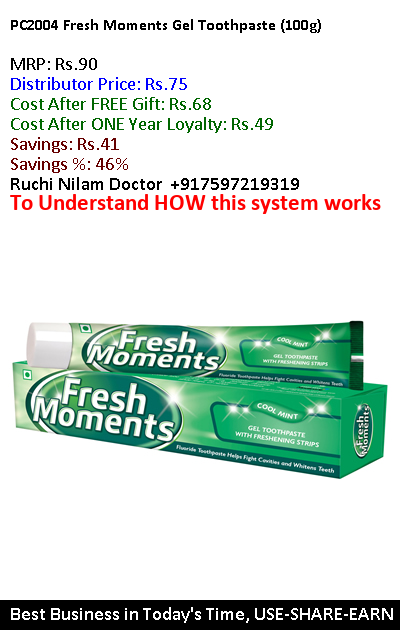 PC2004 Fresh Moments Gel Toothpaste (100g)
MRP: Rs.90
Distributor Price: Rs.75
Cost After FREE Gift: Rs.68
Cost After ONE Year Loyalty: Rs.49
Savings: Rs.41
Savings %: 46%
Ruchi Nilam Doctor +917597219319
To Understand HOW this system works
Fresh
Moments
COOL MINT
GEL TOOTHPASTE
WITH FRESHENING STRIPS
Fluoride Toothpaste Helps Fight Cavities and Whitens Teeth
Fresh
Moments
COOL MINT
GEL TOOTHPASTE
WITH FRESHENING STRIPS
Fluoride Toothpaste Helps Fight Cavities and Whitens Teeth
Fresh
Moments
Best Business in Today's Time, USE-SHARE-EARN